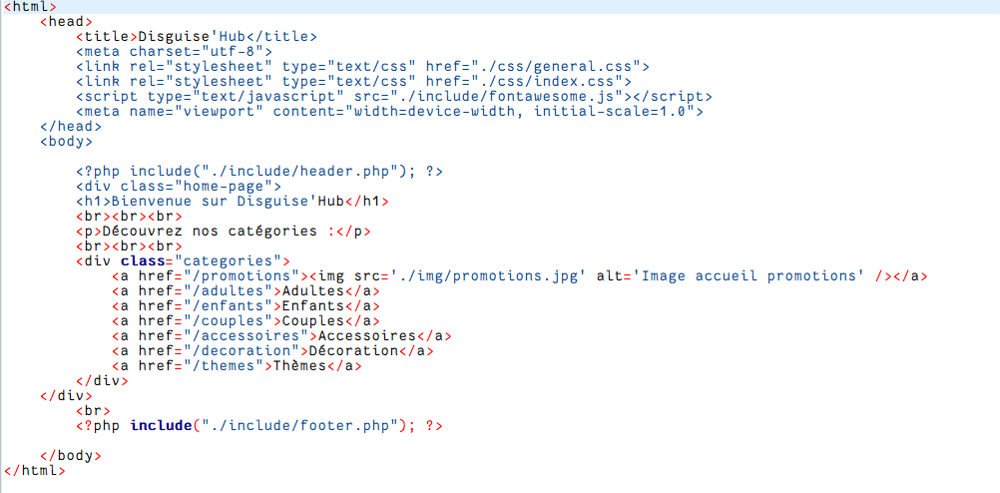 <html>
<head>
<title>Disguise'Hub</title>
<meta charset="utf-8">
<link rel="stylesheet" type="text/css" href="./css/general.css">
<link rel="stylesheet" type="text/css" href="./css/index.css">
<script type="text/javascript" src="./include/fontawesome.js"></script>
<meta name="viewport" content="width=device-width, initial-scale=1.0">
</head>
<body>
<?php include("./include/header.php"); ?>
<div class="home-page">
<h1>Bienvenue sur Disguise'Hub</h1>
<br><br><br>
<p>Découvrez nos catégories :</p>
<br><br><br>
<div class="categories">
<a href="/promotions"><img src='./img/promotions.jpg' alt='Image accueil promotions' /></a>
<a href="/adultes">Adultes</a>
<a href="/enfants">Enfants</a>
<a href="/couples">Couples</a>
<a href="/accessoires">Accessoires</a>
<a href="/decoration">Décoration</a>
<a href="/themes">Thèmes</a>
</div>
</div>
<br>
<?php include("./include/footer.php"); ?>
</body>
</html>